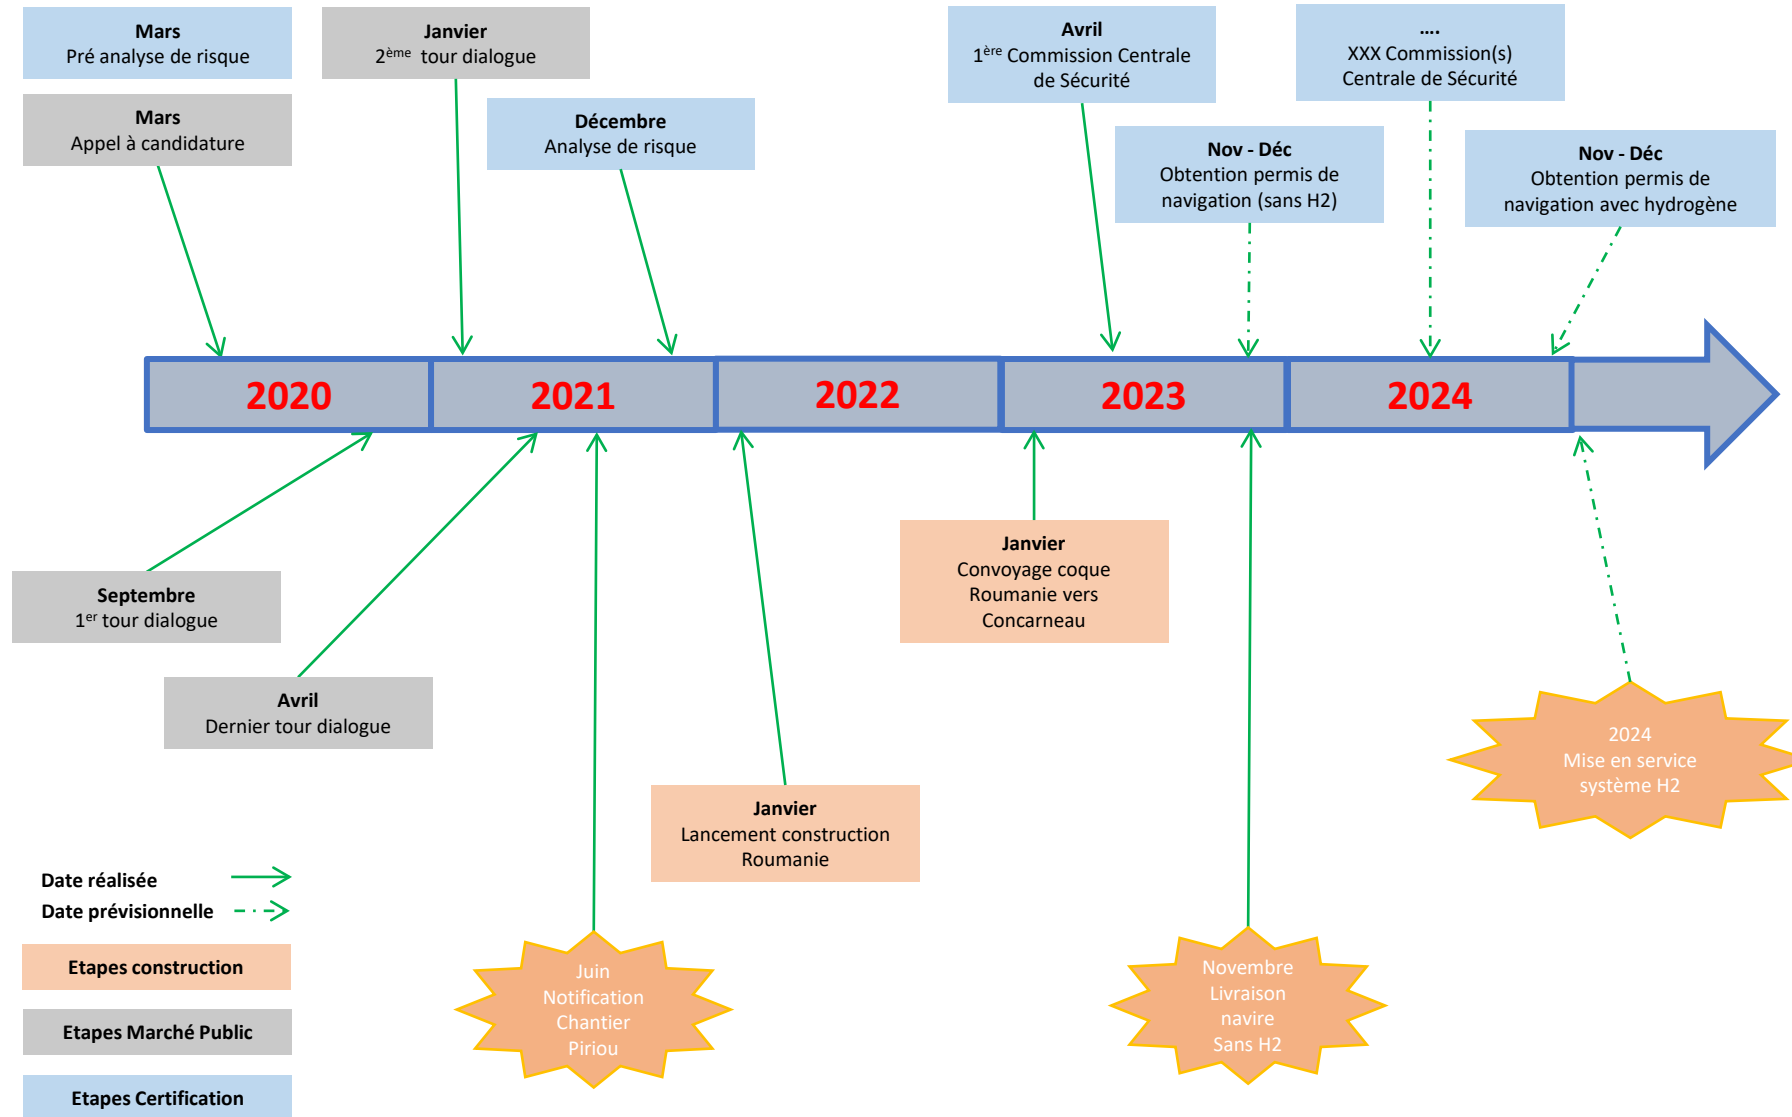 Mars
Pré analyse de risque
Mars
Appel à candidature
Janvier
2ème tour dialogue
Décembre
Analyse de risque
Avril
1ère Commission Centrale
de Sécurité
Nov - Déc
Obtention permis de
navigation (sans H2)
....
XXX Commission(s)
Centrale de Sécurité
Nov - Déc
Obtention permis de
navigation avec hydrogène
2020
2021
2022
2023
2024
Septembre
1er tour dialogue
Avril
Dernier tour dialogue
Janvier
Convoyage coque
Roumanie vers
Concarneau
Janvier
Lancement construction
Roumanie
2024
Mise en service
système H2
Juin
Notification
Chantier
Piriou
Novembre
Livraison
navire
Sans H2
Date réalisée
Date prévisionnelle
Etapes construction
Etapes Marché Public
Etapes Certification